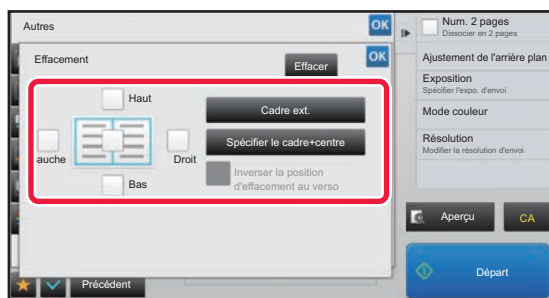 Autres
OK
Effacement
Effacer
OK
Haut
auche
Droit
Bas
Cadre ext.
Spécifier le cadre+centre
Inverser la position
d'effacement au verso
Précédent
Num. 2 pages
Dissocier en 2 pages
Ajustement de l'arrière plan
Exposition
Spécifier l'expo. d'envoi
Mode couleur
Résolution
Modifier la résolution d'envoi
Aperçu
CA
Départ